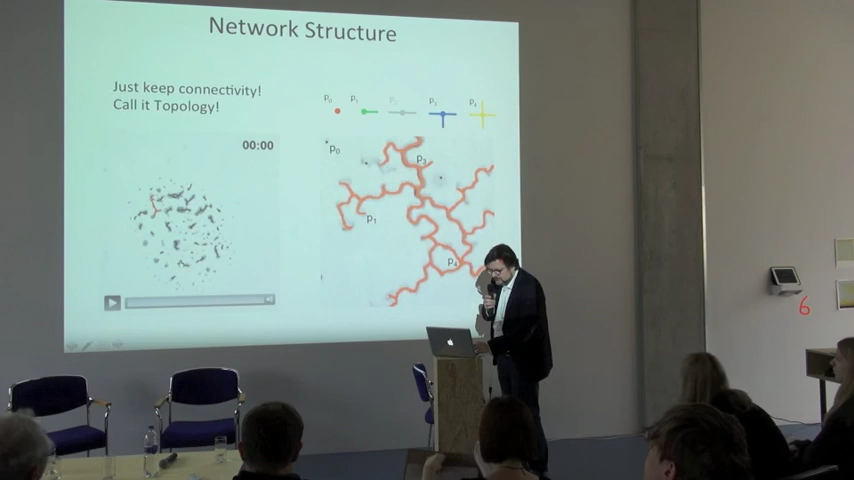 Network Structure
Just keep connectivity!
Call it Topology!
p0 p1 p2 p3 p4
00:00
p0
p3
p1
p4
6